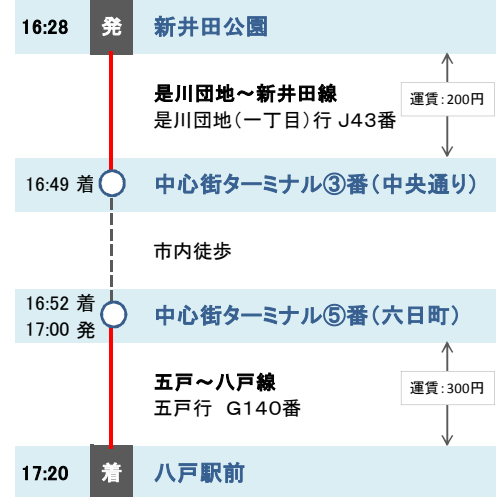 16:28 発 新井田公園
是川団地～新井田線
是川団地（一丁目）行 J43番
運賃：200円
16:49 着 中心街ターミナル③番（中央通り）
市内徒歩
16:52 着
17:00 発
中心街ターミナル⑤番（六日町）
五戸～八戸線
五戸行　G140番
運賃：300円
17:20 着 八戸駅前